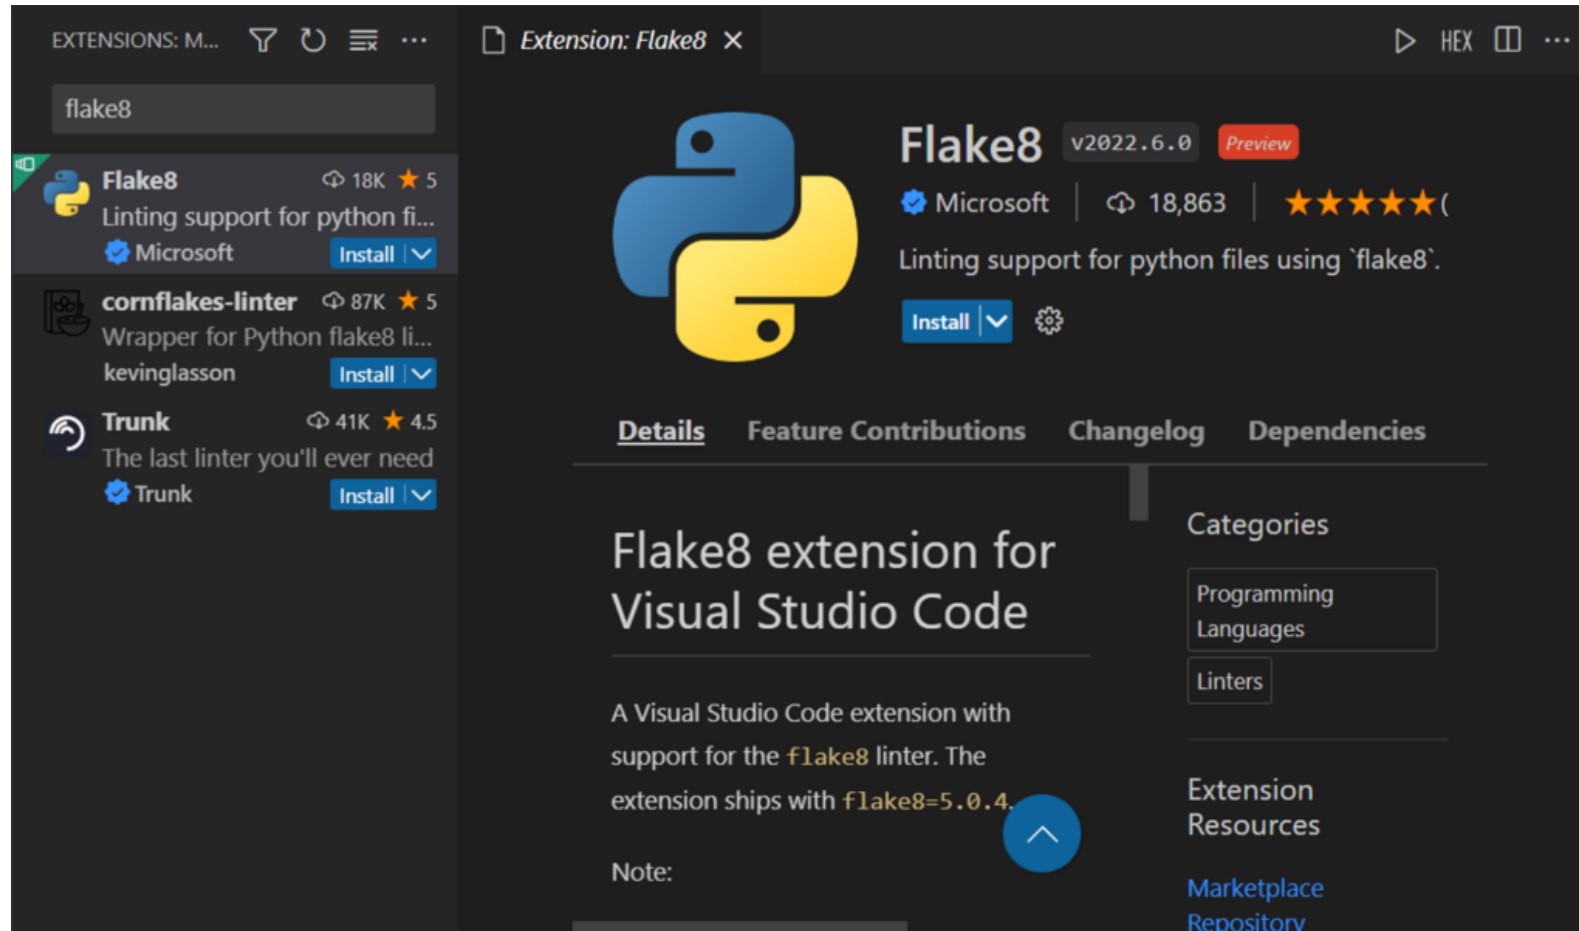 EXTENSIONS: M...
flake8
Flake8 18K 5
Linting support for python fi...
Microsoft Install
cornflakes-linter 87K 5
Wrapper for Python flake8 li...
kevinglasson Install
Trunk 41K 4.5
The last linter you'll ever need
Trunk Install
Extension: Flake8
HEX
Flake8 v2022.6.0 Preview
Microsoft 18,863 (
Linting support for python files using `flake8`.
Install
Details Feature Contributions Changelog Dependencies
Flake8 extension for
Visual Studio Code
A Visual Studio Code extension with
support for the flake8 linter. The
extension ships with flake8=5.0.4.
Note:
Categories
Programming
Languages
Linters
Extension
Resources
Marketplace
Repository